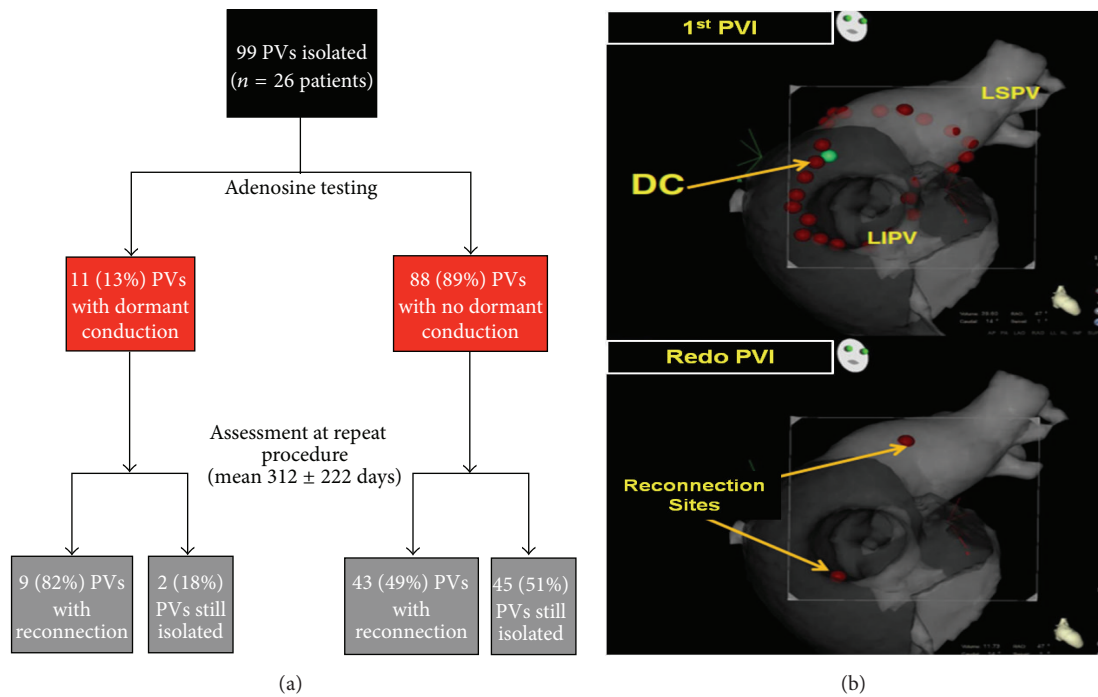 99 PVs isolated
(n = 26 patients)
Adenosine testing
11 (13%) PVs
with dormant
conduction
88 (89%) PVs
with no dormant
conduction
Assessment at repeat
procedure
(mean 312 ± 222 days)
9 (82%) PVs
with
reconnection
2 (18%)
PVs still
isolated
43 (49%) PVs
with
reconnection
45 (51%)
PVs still
isolated
(a)
1st PVI
LSPV
DC
LIPV
Redo PVI
Reconnection
Sites
(b)